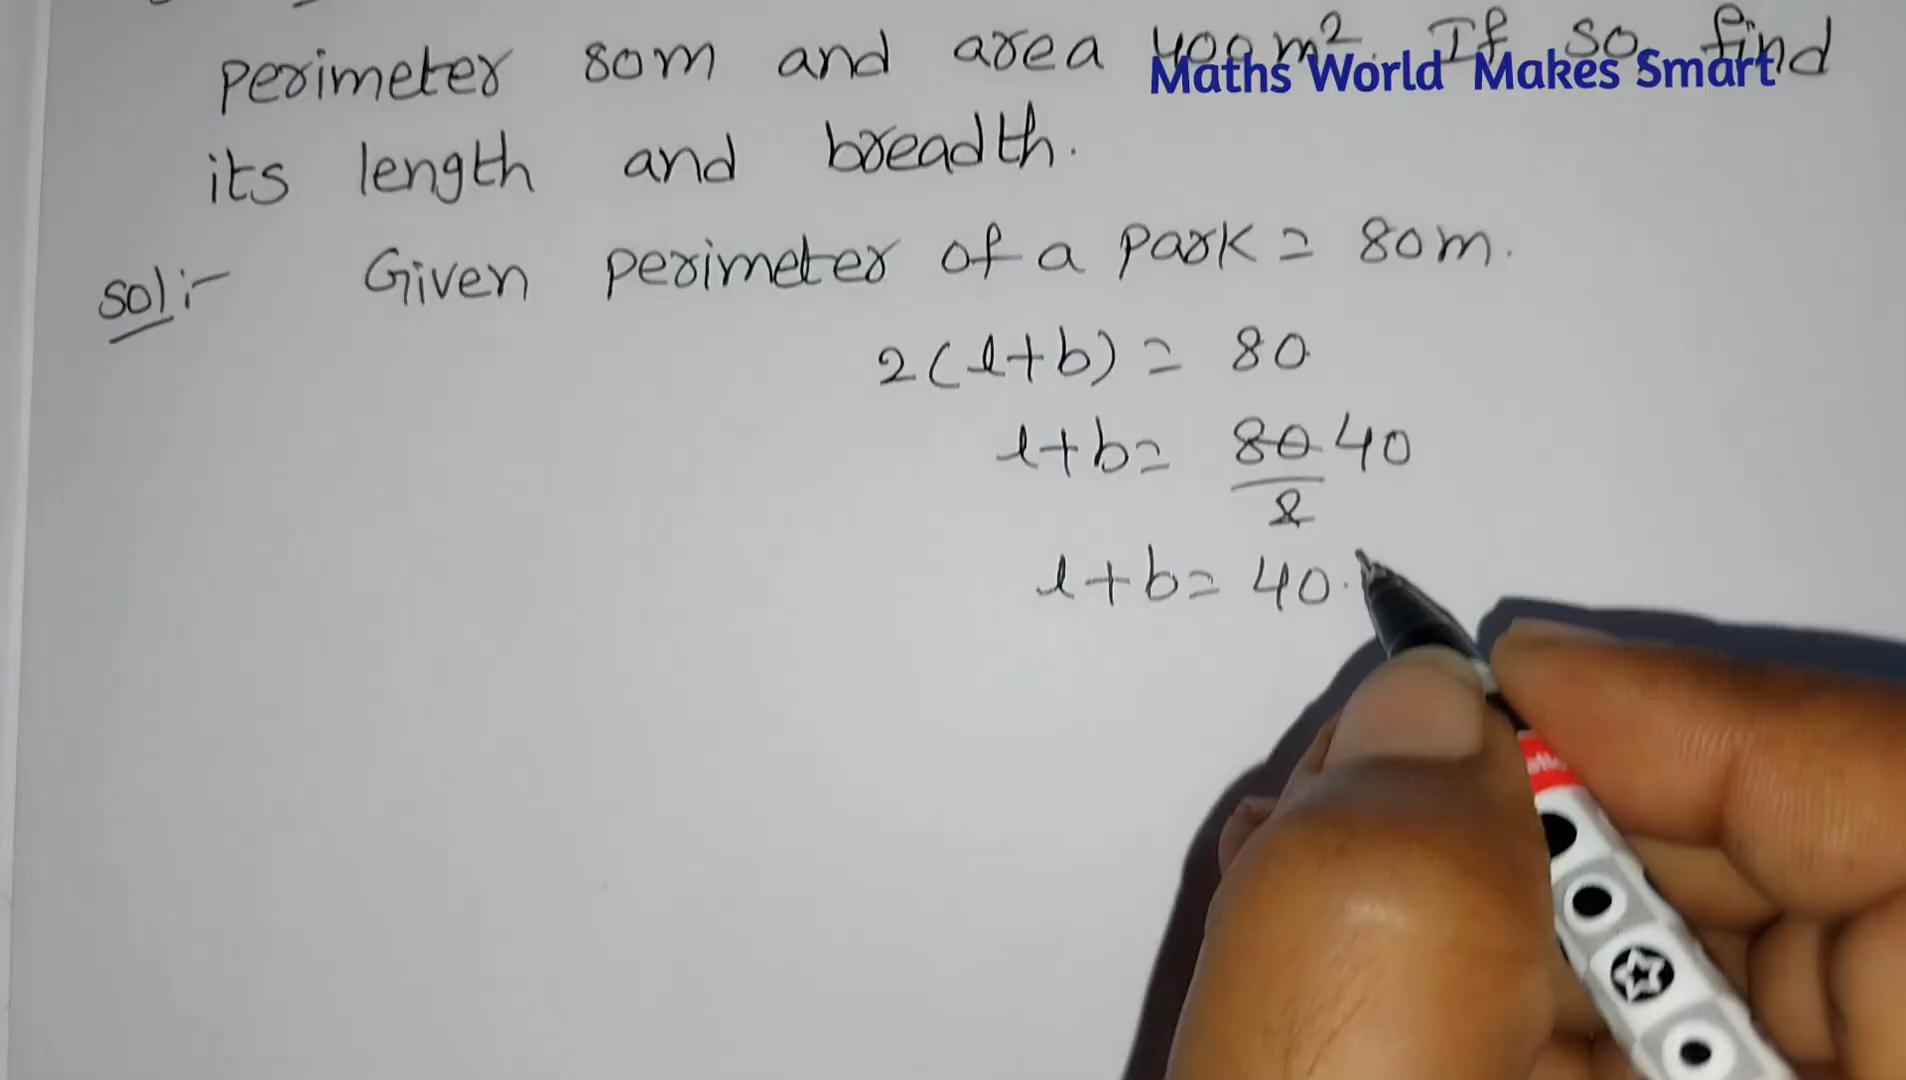 perimeter 80m and area 400m². If so find
Maths World Makes Smart
its length and breadth.
Sol:- Given perimeter of a park = 80m.
2(l+b) = 80
l+b = 80/2 40
l+b = 40.